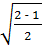 √((2 - 1)/2)